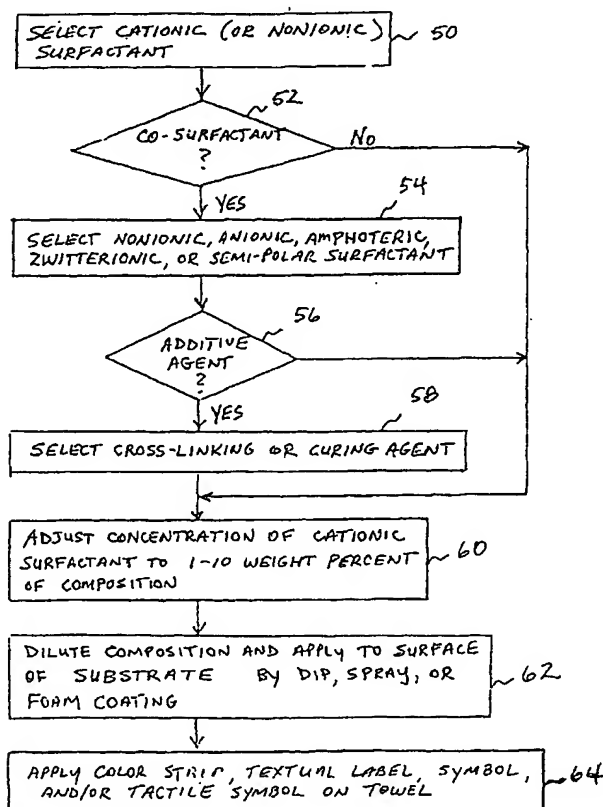 SELECT CATIONIC (OR NONIONIC)
SURFACTANT
50
52
CO-SURFACTANT
?
NO
YES
54
SELECT NONIONIC, ANIONIC, AMPHOTERIC,
ZWITTERIONIC, OR SEMI-POLAR SURFACTANT
56
ADDITIVE
AGENT
?
YES
58
SELECT CROSS-LINKING OR CURING AGENT
ADJUST CONCENTRATION OF CATIONIC
SURFACTANT TO 1-10 WEIGHT PERCENT
OF COMPOSITION
60
DILUTE COMPOSITION AND APPLY TO SURFACE
OF SUBSTRATE BY DIP, SPRAY, OR
FOAM COATING
62
APPLY COLOR STRIP, TEXTUAL LABEL, SYMBOL,
AND/OR TACTILE SYMBOL ON TOWEL
64